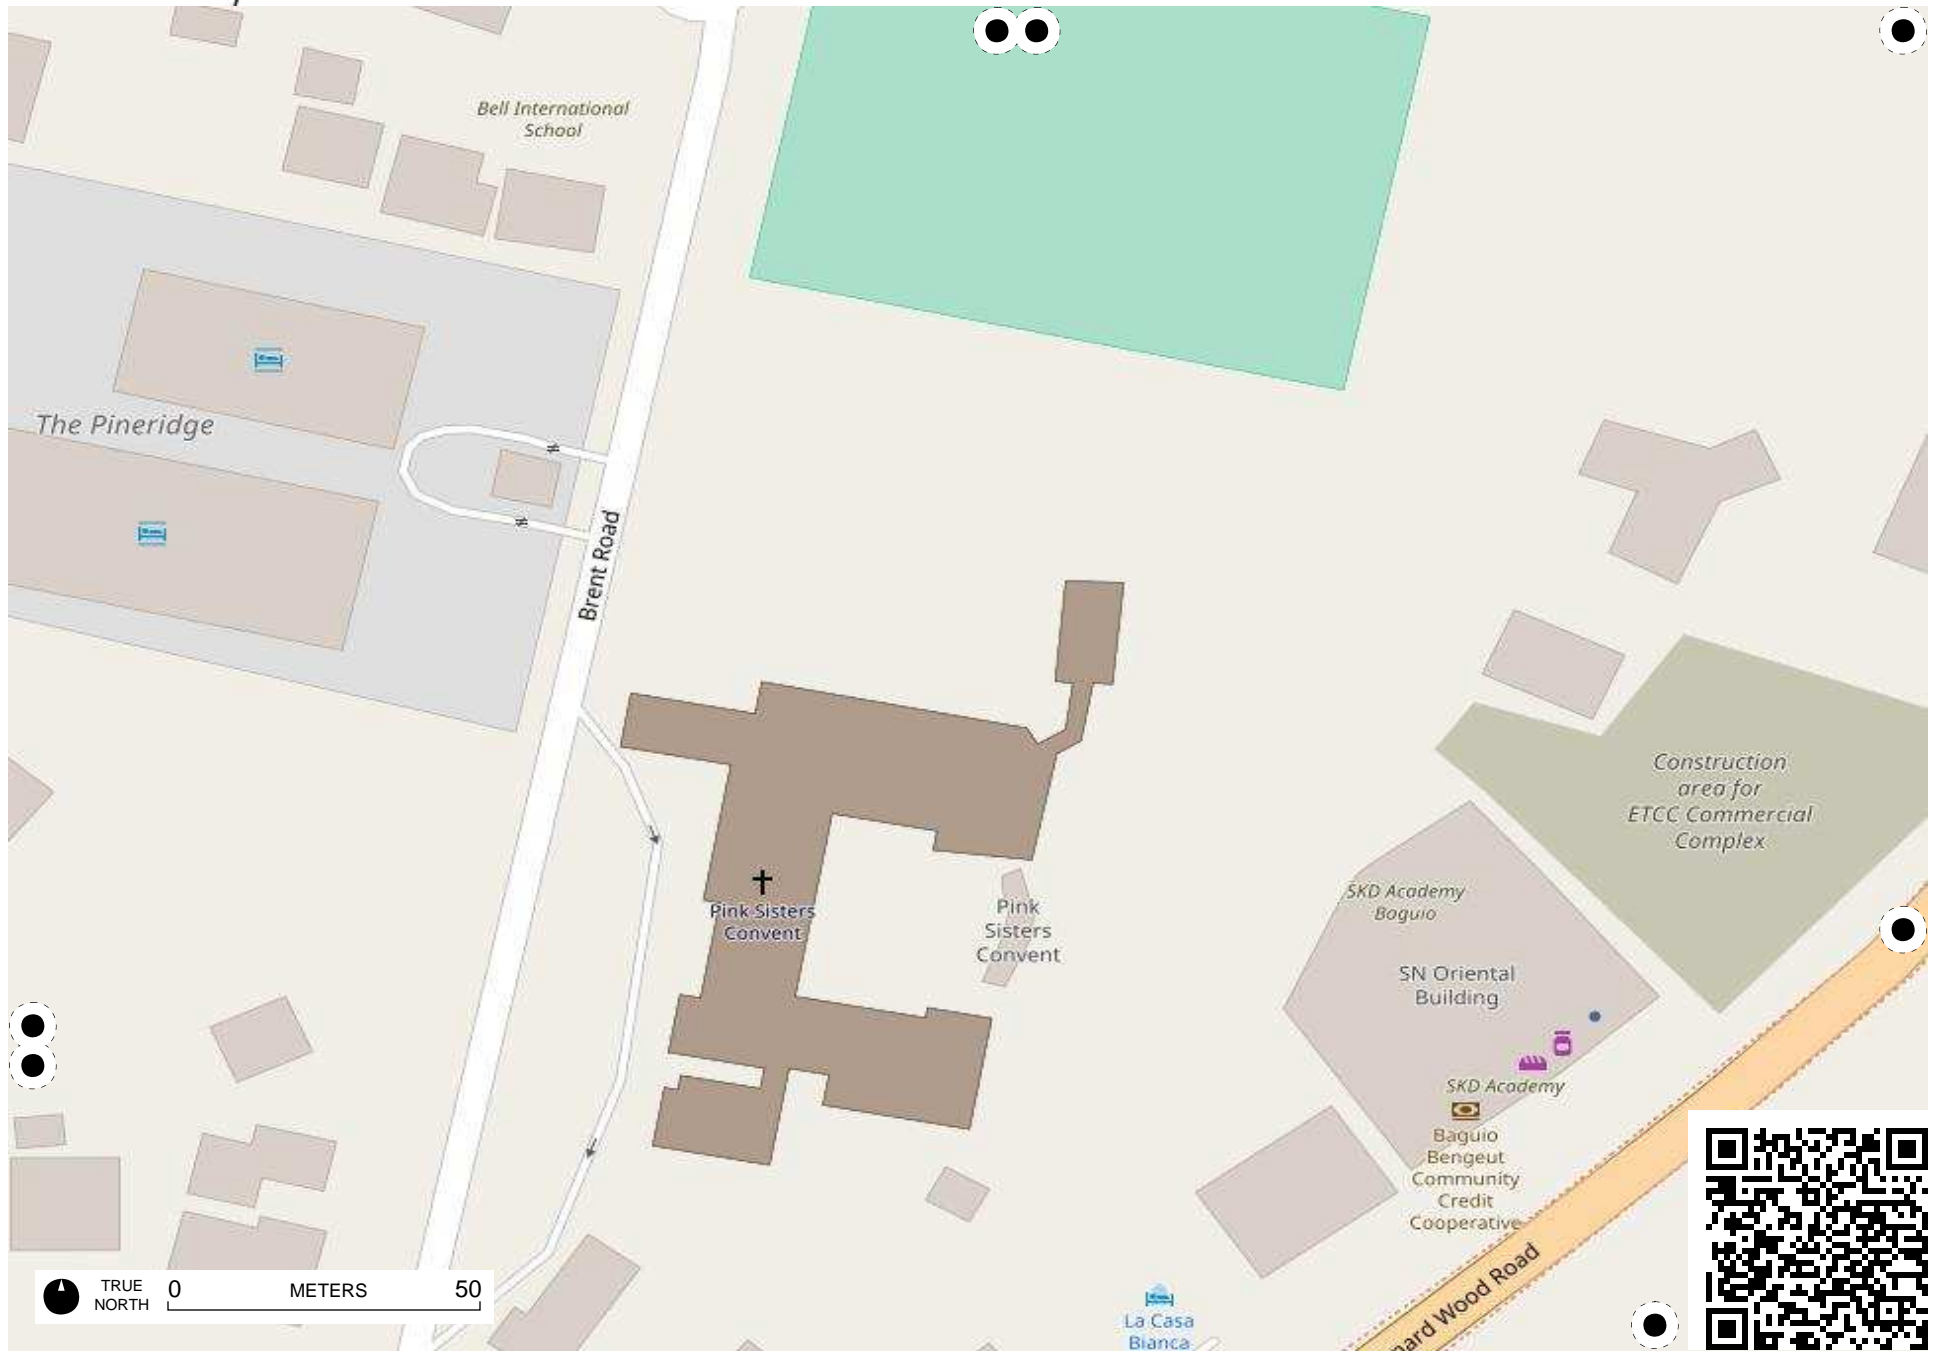 Bell International
School
The Pineridge
Brent Road
Construction
area for
ETCC Commercial
Complex
SKD Academy
Baguio
Pink Sisters
Convent
Pink
Sisters
Convent
SN Oriental
Building
SKD Academy
Baguio
Bengeut
Community
Credit
Cooperative
nard Wood Road
La Casa
Bianca
TRUE
NORTH
0 METERS 50